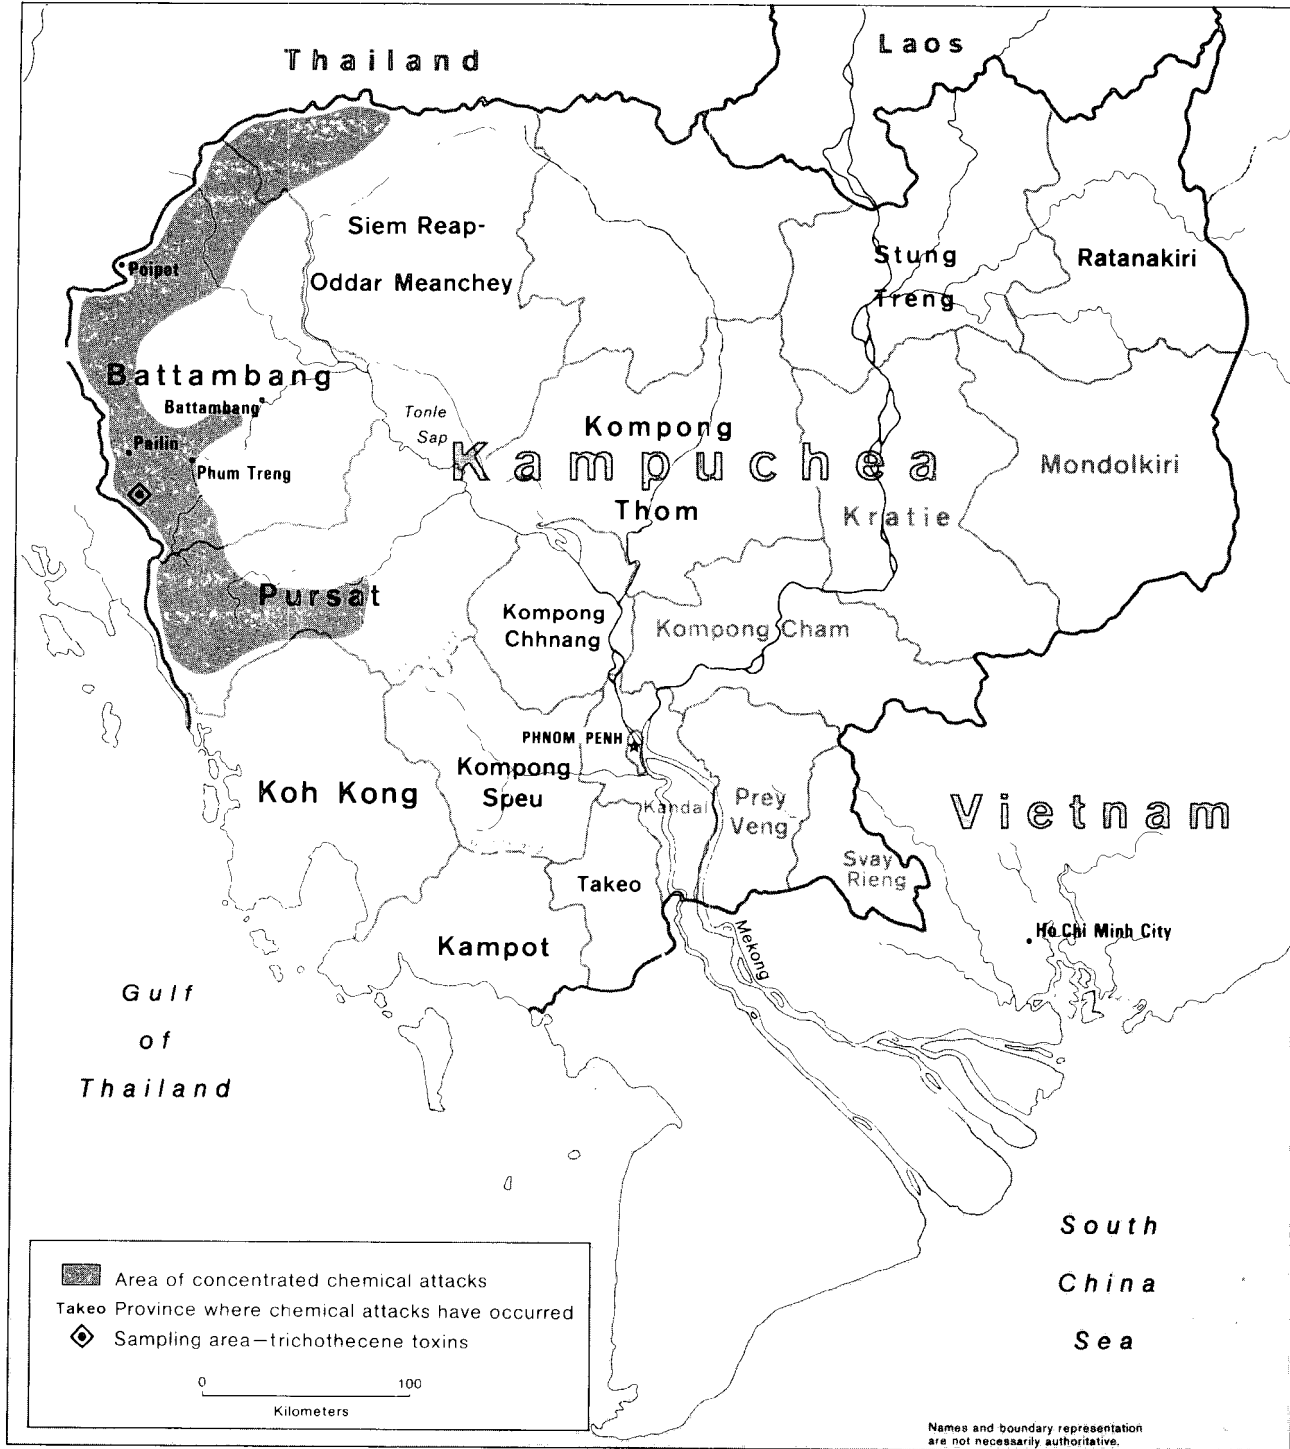 Thailand
Laos
Siem Reap-
Oddar Meanchey
Stung
Treng
Ratanakiri
Poipet
Battambang
Battambang
Tonle
Sap
Pailin
Phum Treng
Kompong
Thom
Kampuchea
Mondolkiri
Kratie
Pursat
Kompong
Chhnang
Kompong Cham
PHNOM PENH
Koh Kong
Kompong
Speu
Kandal
Prey
Veng
Vietnam
Svay
Rieng
Takeo
Kampot
Mekong
Ho Chi Minh City
Gulf
of
Thailand
South
China
Sea
Area of concentrated chemical attacks
Takeo Province where chemical attacks have occurred
Sampling area—trichothecene toxins
0 100
Kilometers
Names and boundary representation
are not necessarily authoritative.